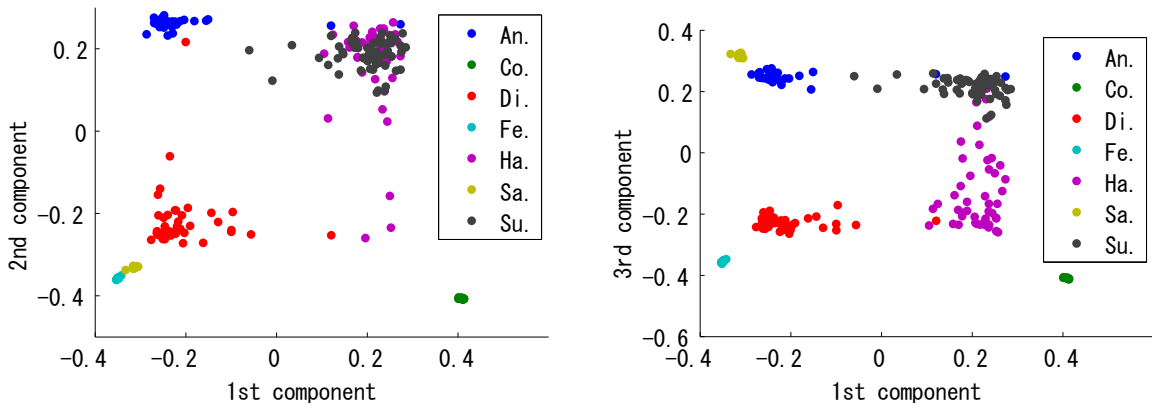 0.2
0
-0.2
-0.4
-0.4
-0.2
0
0.2
0.4
2nd component
1st component
An.
Co.
Di.
Fe.
Ha.
Sa.
Su.
0.4
0.2
0
-0.2
-0.4
-0.6
-0.4
-0.2
0
0.2
0.4
3rd component
1st component
An.
Co.
Di.
Fe.
Ha.
Sa.
Su.